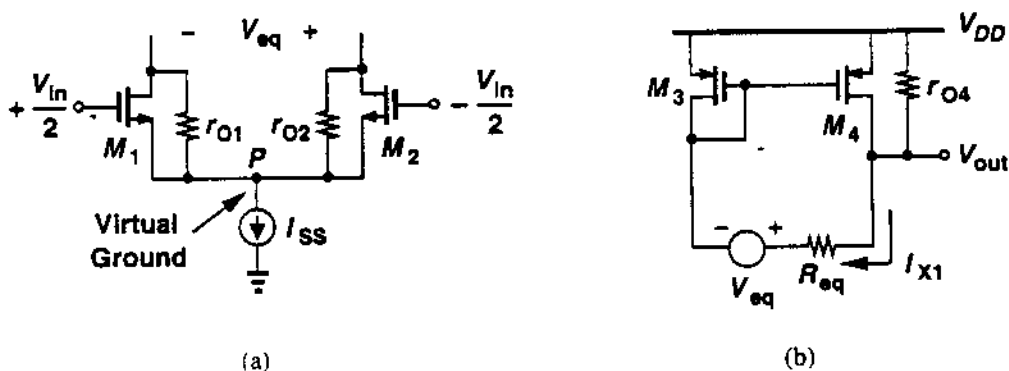 − V_eq +
+ V_in/2
M_1
r_O1
r_O2
M_2
− V_in/2
P
Virtual
Ground
I_SS
(a)
V_DD
M_3
M_4
r_O4
V_out
− +
V_eq
R_eq
I_X1
(b)